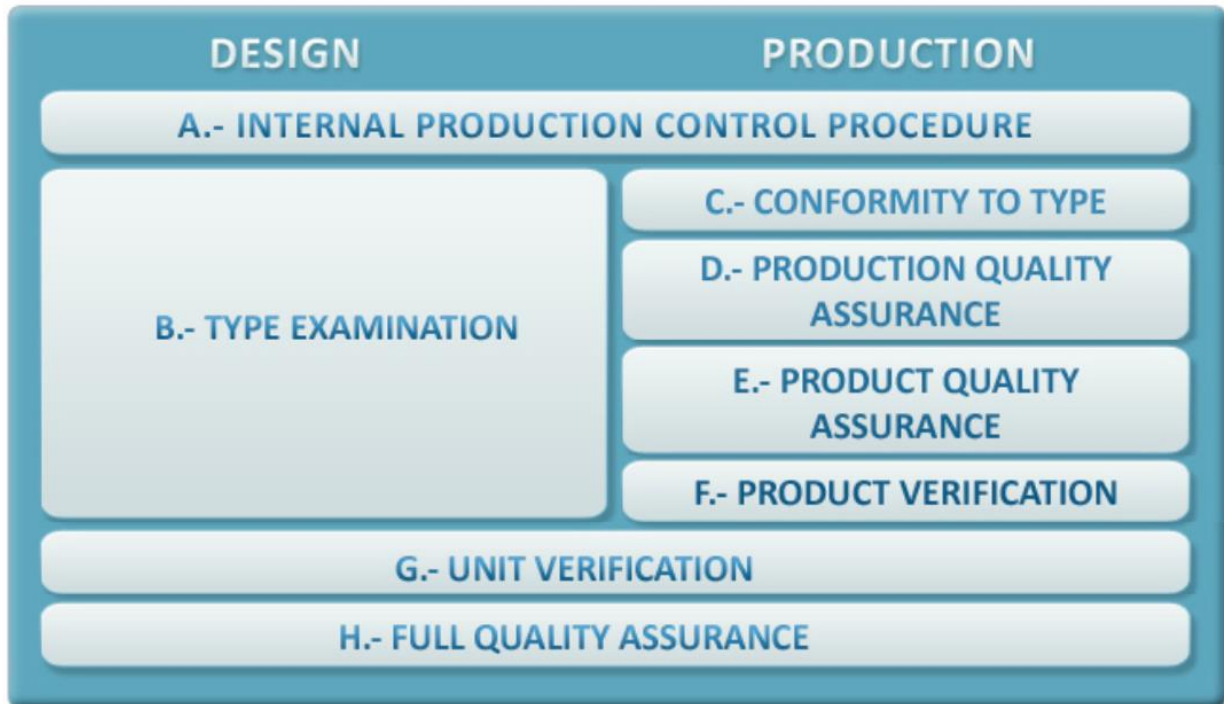 DESIGN
PRODUCTION
A.- INTERNAL PRODUCTION CONTROL PROCEDURE
B.- TYPE EXAMINATION
C.- CONFORMITY TO TYPE
D.- PRODUCTION QUALITY
ASSURANCE
E.- PRODUCT QUALITY
ASSURANCE
F.- PRODUCT VERIFICATION
G.- UNIT VERIFICATION
H.- FULL QUALITY ASSURANCE